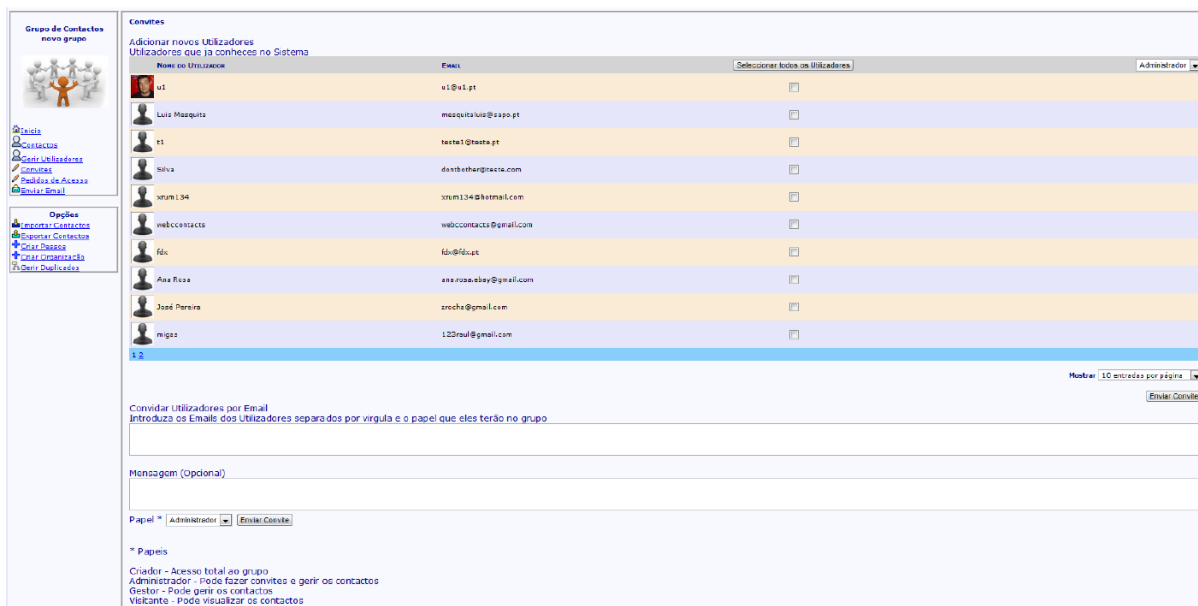 Grupo de Contactos
novo grupo
Inicio
Contactos
Gerir Utilizadores
Convites
Pedidos de Acesso
Enviar Email
Opções
Importar Contactos
Exportar Contactos
Criar Pessoa
Criar Organização
Gerir Duplicados
Convites
Adicionar novos Utilizadores
Utilizadores que ja conheces no Sistema
Nome do Utilizador Email Seleccionar todos os Utilizadores Administrador
u1 u1@u1.pt
Luis Mesquita mesquitaluis@sapo.pt
t1 teste1@teste.pt
Silva dontbother@teste.com
xrum134 xrum134@hotmail.com
webccontacts webccontacts@gmail.com
fdx fdx@fdx.pt
Ana Rosa ana.rosa.ebay@gmail.com
José Pereira zrocha@gmail.com
migas 123raul@gmail.com
1 2
Mostrar 10 entradas por página
Enviar Convite
Convidar Utilizadores por Email
Introduza os Emails dos Utilizadores separados por virgula e o papel que eles terão no grupo
Mensagem (Opcional)
Papel * Administrador Enviar Convite
* Papeis
Criador - Acesso total ao grupo
Administrador - Pode fazer convites e gerir os contactos
Gestor - Pode gerir os contactos
Visitante - Pode visualizar os contactos